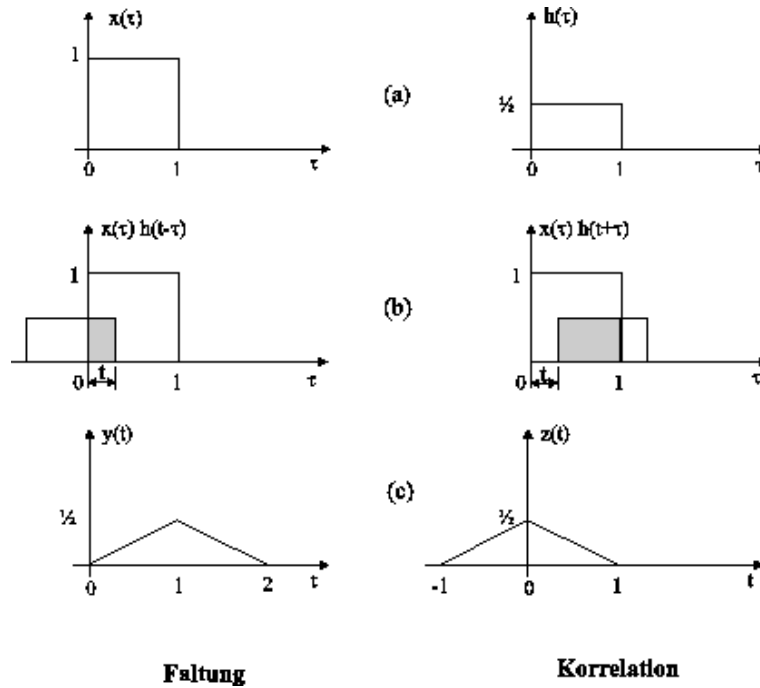 x(τ)
1
0
1
τ
(a)
h(τ)
½
0
1
τ
x(τ) h(t-τ)
1
0
t
1
τ
(b)
x(τ) h(t+τ)
1
0
t
1
τ
y(t)
½
0
1
2
τ
(c)
z(t)
½
-1
0
1
t
Faltung
Korrelation